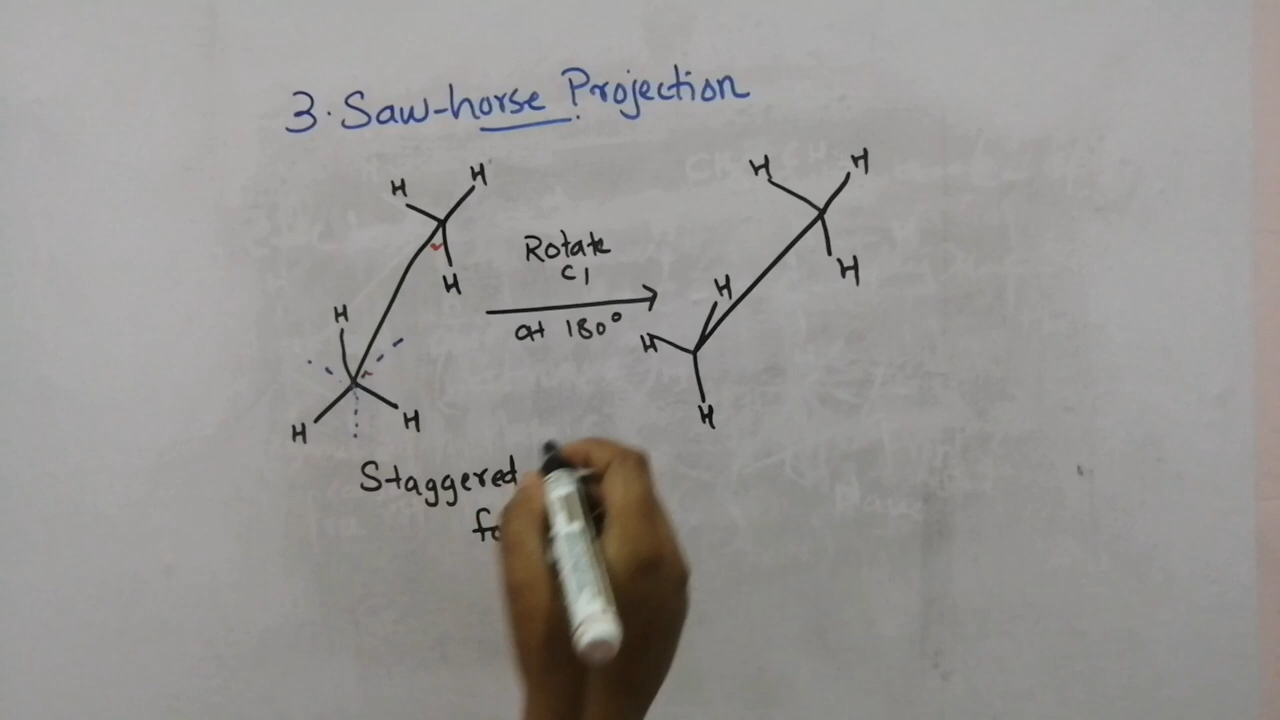 3. Saw-horse Projection
H H
H
H
H H
Rotate
C1
at 180°
H H
H
H
H
H
Staggered